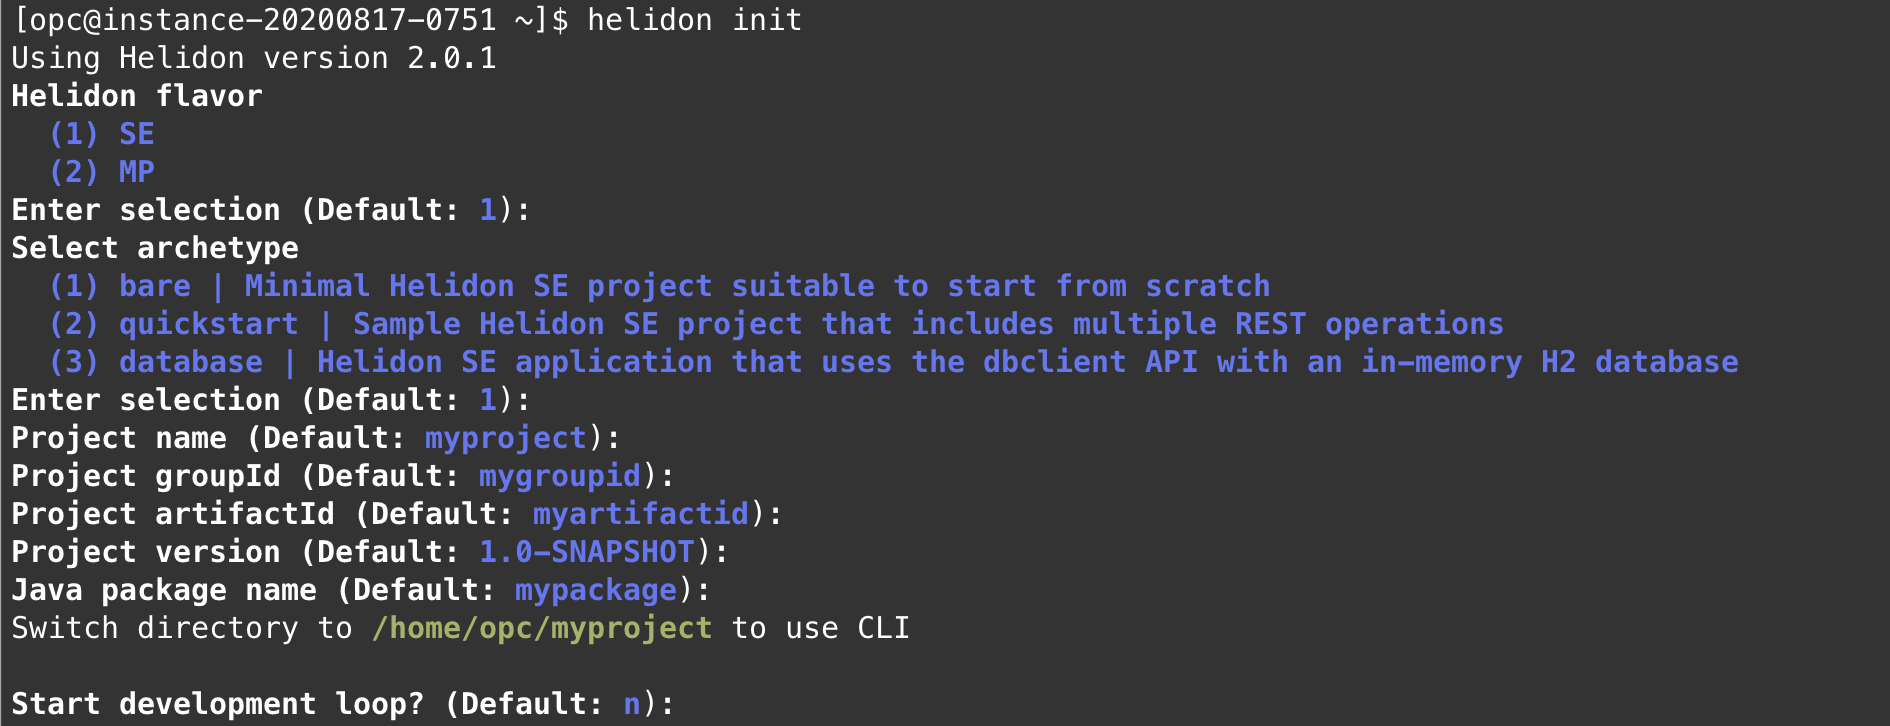 [opc@instance-20200817-0751 ~]$ helidon init
Using Helidon version 2.0.1
Helidon flavor
  (1) SE
  (2) MP
Enter selection (Default: 1):
Select archetype
  (1) bare | Minimal Helidon SE project suitable to start from scratch
  (2) quickstart | Sample Helidon SE project that includes multiple REST operations
  (3) database | Helidon SE application that uses the dbclient API with an in-memory H2 database
Enter selection (Default: 1):
Project name (Default: myproject):
Project groupId (Default: mygroupid):
Project artifactId (Default: myartifactid):
Project version (Default: 1.0-SNAPSHOT):
Java package name (Default: mypackage):
Switch directory to /home/opc/myproject to use CLI
Start development loop? (Default: n):